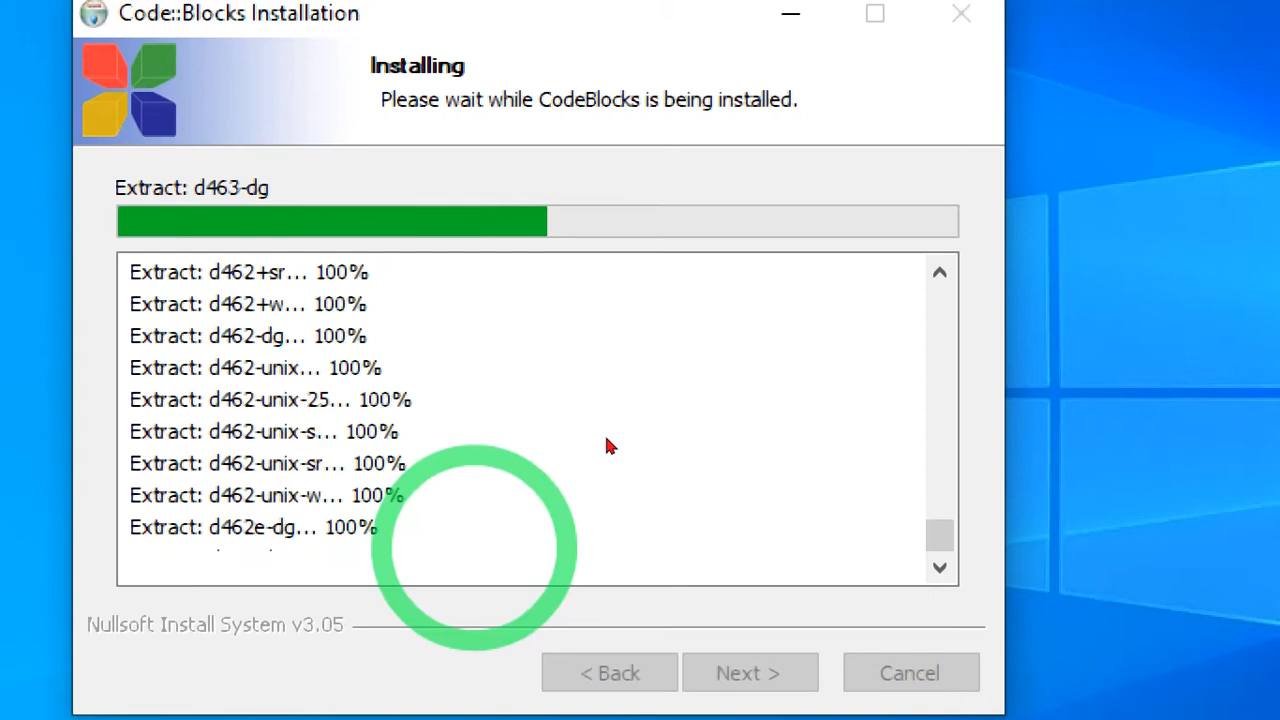 Code::Blocks Installation
Installing
Please wait while CodeBlocks is being installed.
Extract: d463-dg
Extract: d462+sr... 100%
Extract: d462+w... 100%
Extract: d462-dg... 100%
Extract: d462-unix... 100%
Extract: d462-unix-25... 100%
Extract: d462-unix-s... 100%
Extract: d462-unix-sr... 100%
Extract: d462-unix-w... 100%
Extract: d462e-dg... 100%
Nullsoft Install System v3.05
< Back
Next >
Cancel